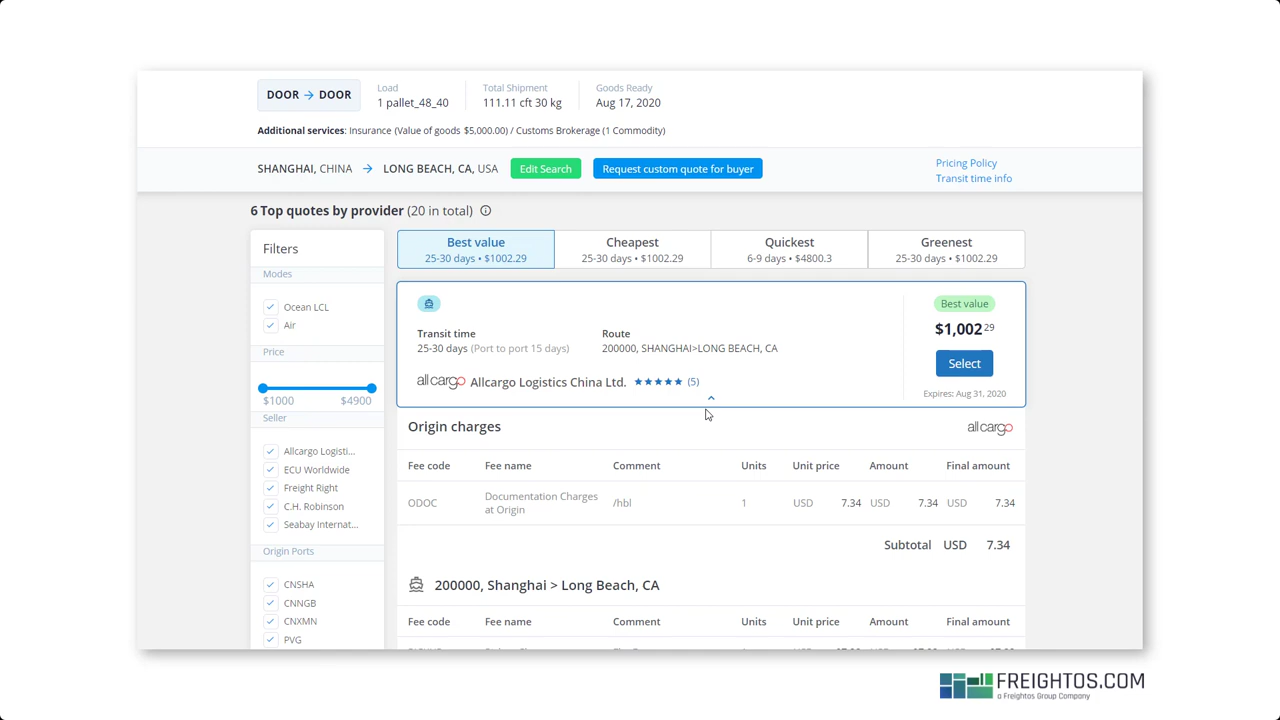 DOOR → DOOR
Load
1 pallet_48_40
Total Shipment
111.11 cft 30 kg
Goods Ready
Aug 17, 2020
Additional services: Insurance (Value of goods $5,000.00) / Customs Brokerage (1 Commodity)
SHANGHAI, CHINA → LONG BEACH, CA, USA
Edit Search
Request custom quote for buyer
Pricing Policy
Transit time info
6 Top quotes by provider (20 in total)
Filters
Modes
Ocean LCL
Air
Price
$1000 $4900
Seller
Allcargo Logisti...
ECU Worldwide
Freight Right
C.H. Robinson
Seabay Internat...
Origin Ports
CNSHA
CNNGB
CNXMN
PVG
Best value
25-30 days • $1002.29
Cheapest
25-30 days • $1002.29
Quickest
6-9 days • $4800.3
Greenest
25-30 days • $1002.29
Transit time
25-30 days (Port to port 15 days)
Route
200000, SHANGHAI>LONG BEACH, CA
allcargo Allcargo Logistics China Ltd. ★★★★★ (5)
Best value
$1,002 29
Select
Expires: Aug 31, 2020
Origin charges
allcargo
Fee code Fee name Comment Units Unit price Amount Final amount
ODOC Documentation Charges at Origin /hbl 1 USD 7.34 USD 7.34 USD 7.34
Subtotal USD 7.34
200000, Shanghai > Long Beach, CA
Fee code Fee name Comment Units Unit price Amount Final amount
FREIGHTOS.COM
a Freightos Group Company